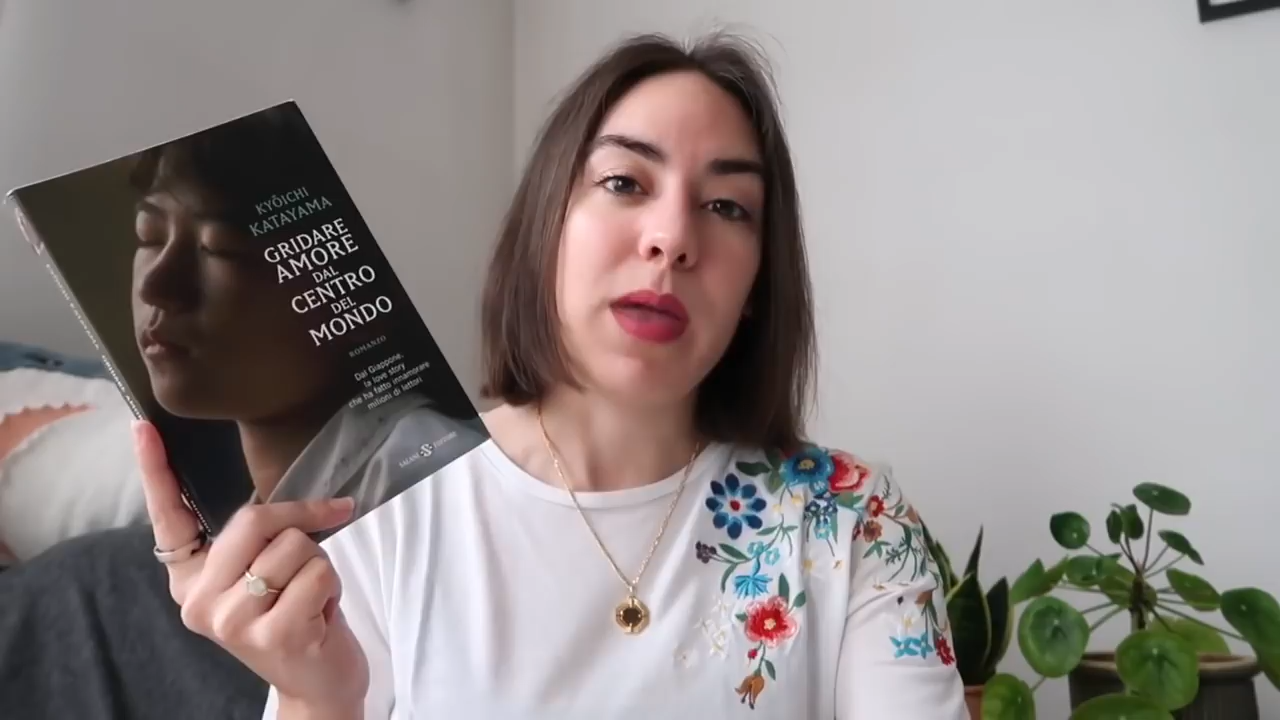 KYŌICHI
KATAYAMA
GRIDARE
AMORE
DAL
CENTRO
DEL
MONDO
ROMANZO
Dal Giappone,
la love story
che ha fatto innamorare
milioni di lettori
SALANI & EDITORE